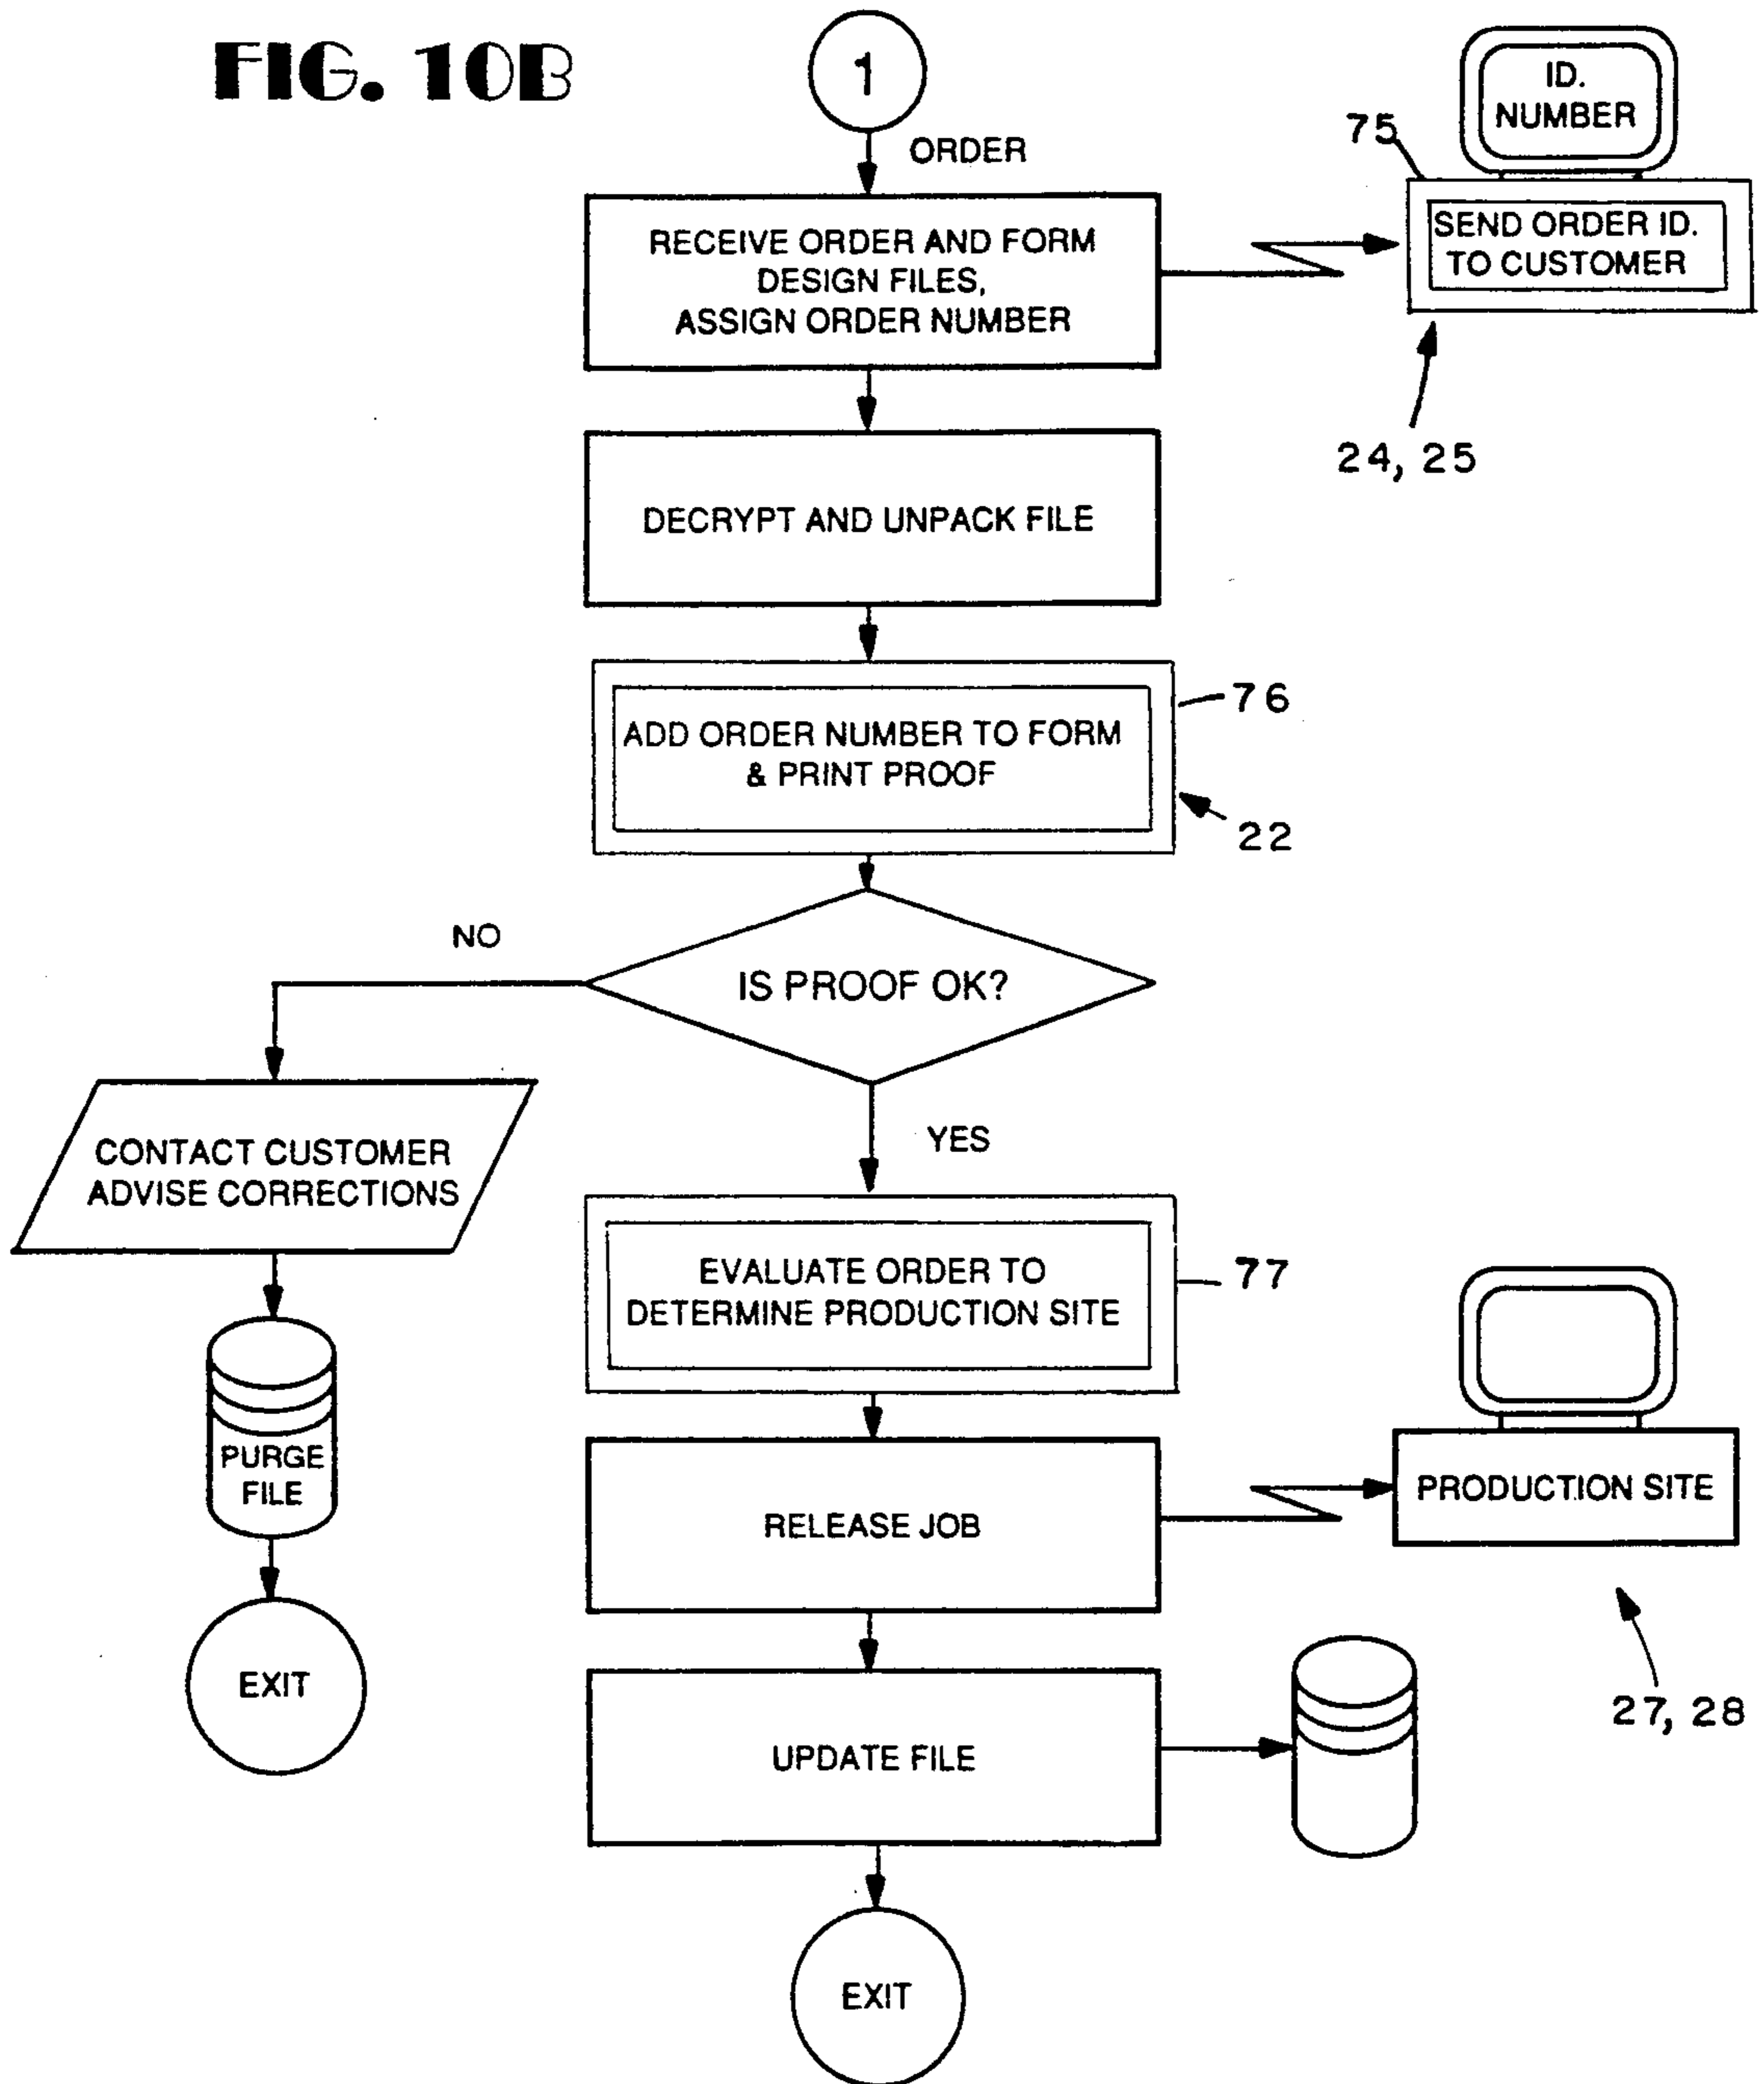 FIG. 10B
1
ORDER
ID.
NUMBER
75
RECEIVE ORDER AND FORM
DESIGN FILES,
ASSIGN ORDER NUMBER
SEND ORDER ID.
TO CUSTOMER
24, 25
DECRYPT AND UNPACK FILE
ADD ORDER NUMBER TO FORM
& PRINT PROOF
76
22
IS PROOF OK?
NO
YES
CONTACT CUSTOMER
ADVISE CORRECTIONS
PURGE
FILE
EXIT
EVALUATE ORDER TO
DETERMINE PRODUCTION SITE
77
RELEASE JOB
PRODUCTION SITE
27, 28
UPDATE FILE
EXIT